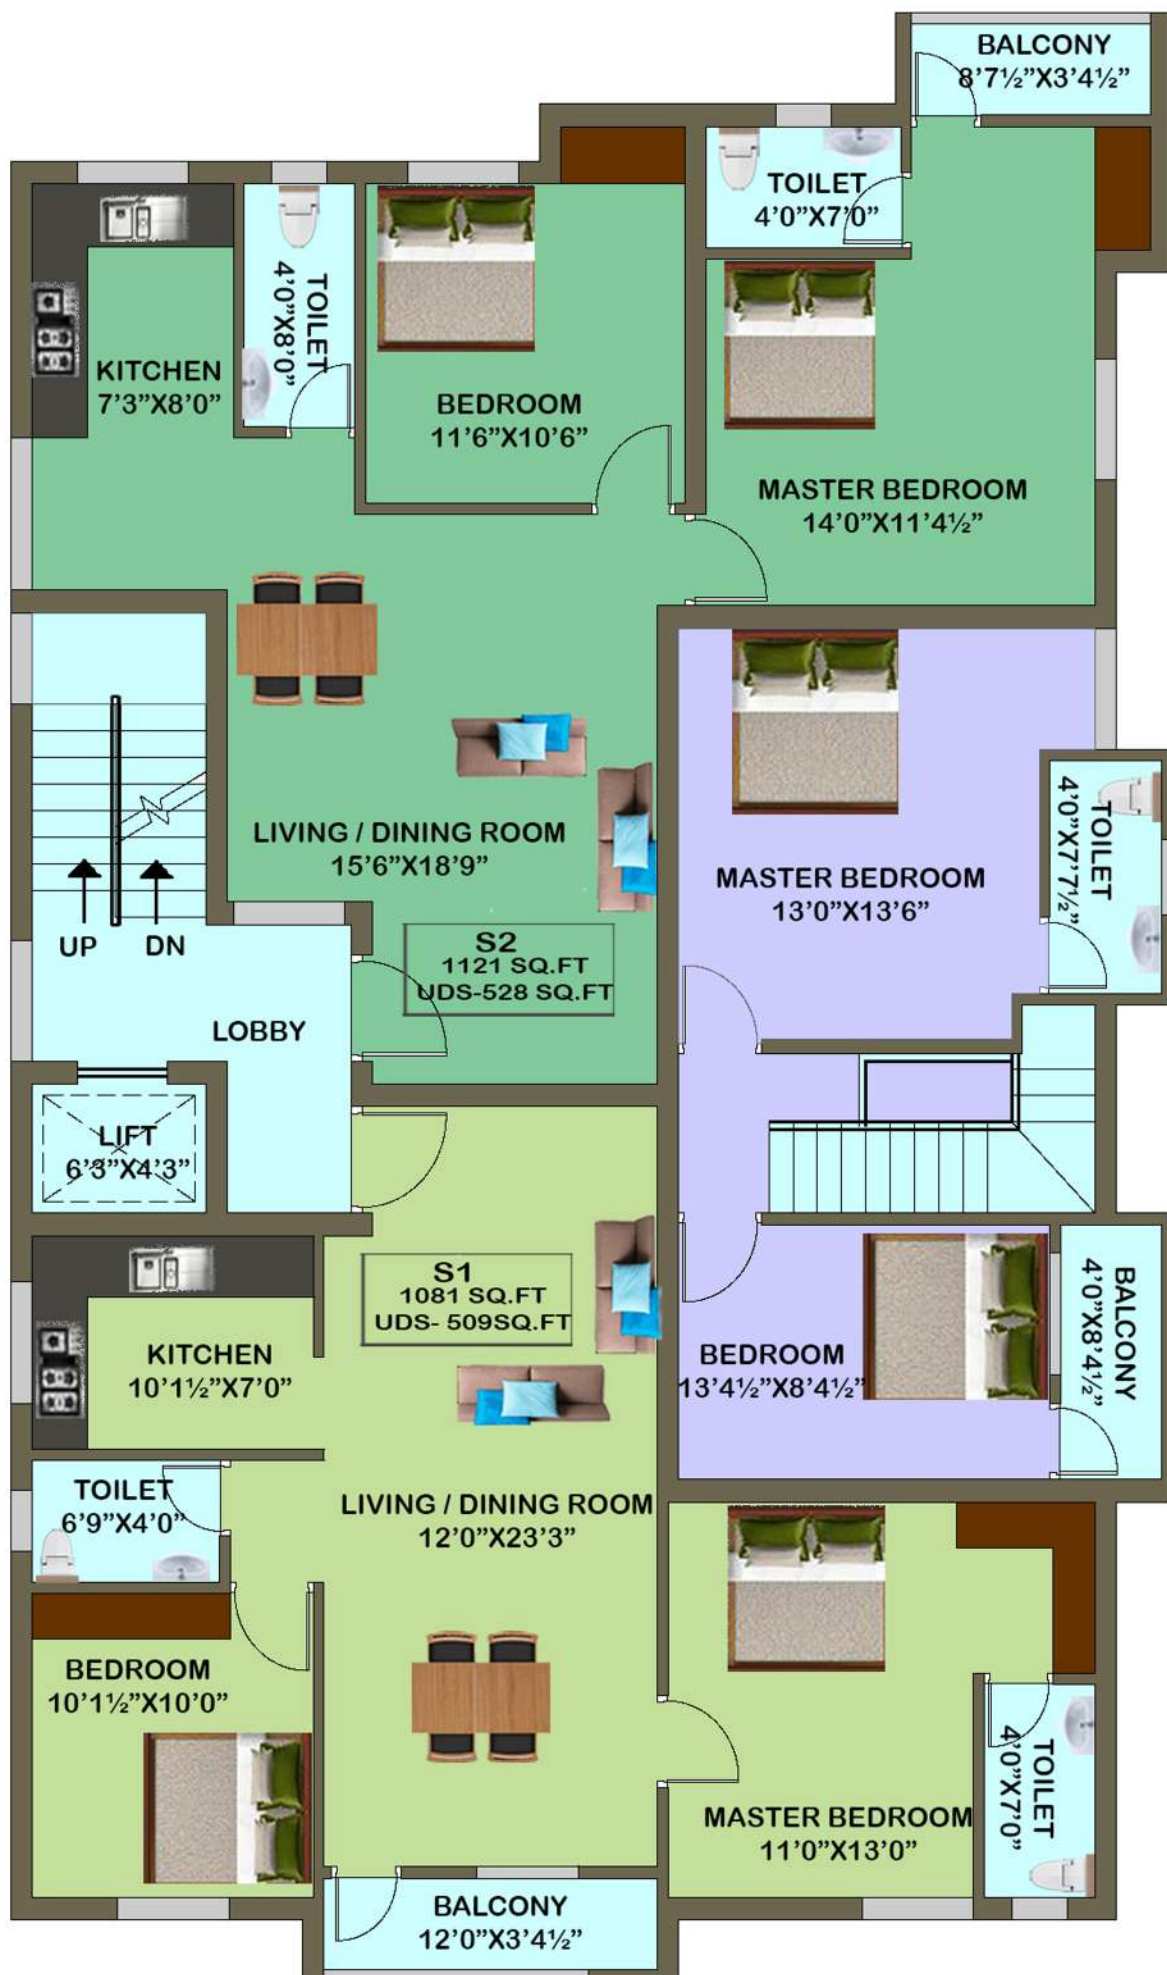 BALCONY
8'7½"X3'4½"
TOILET
4'0"X7'0"
TOILET
4'0"X8'0"
KITCHEN
7'3"X8'0"
BEDROOM
11'6"X10'6"
MASTER BEDROOM
14'0"X11'4½"
LIVING / DINING ROOM
15'6"X18'9"
MASTER BEDROOM
13'0"X13'6"
TOILET
4'0"X7'7½"
UP
DN
S2
1121 SQ.FT
UDS-528 SQ.FT
LOBBY
LIFT
6'3"X4'3"
S1
1081 SQ.FT
UDS- 509SQ.FT
KITCHEN
10'1½"X7'0"
BEDROOM
13'4½"X8'4½"
BALCONY
4'0"X8'4½"
TOILET
6'9"X4'0"
LIVING / DINING ROOM
12'0"X23'3"
BEDROOM
10'1½"X10'0"
MASTER BEDROOM
11'0"X13'0"
TOILET
4'0"X7'0"
BALCONY
12'0"X3'4½"